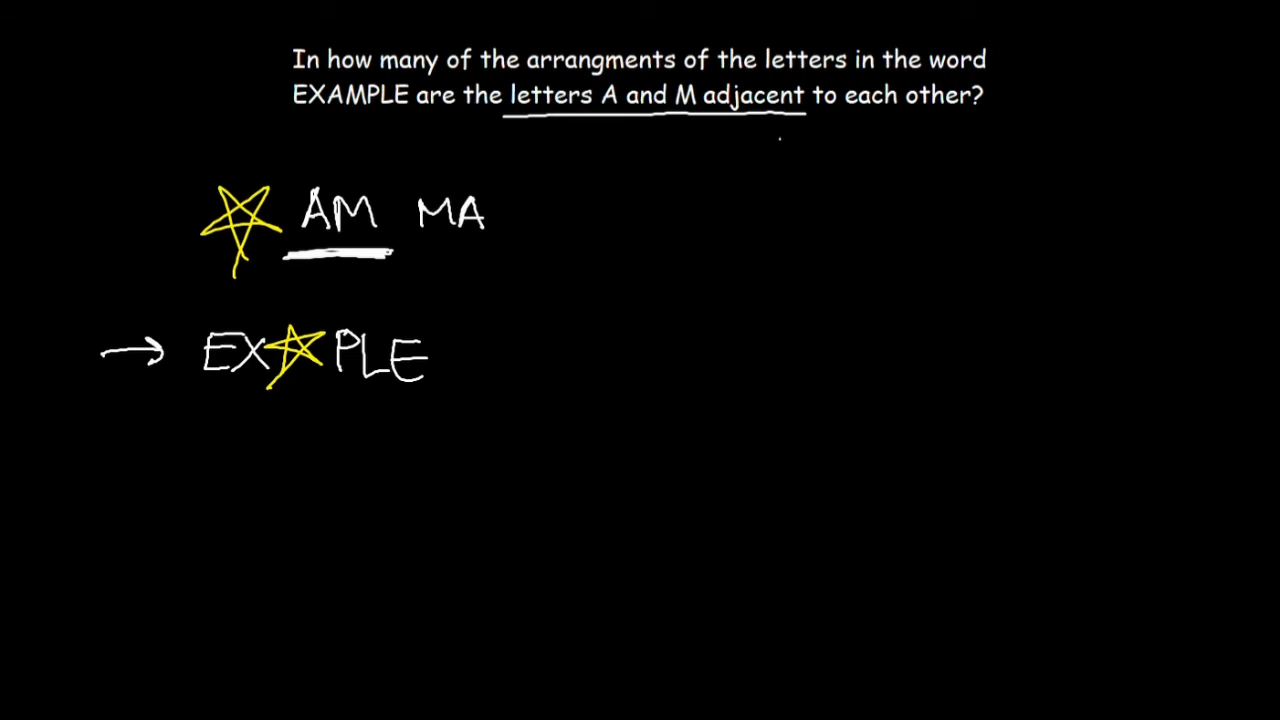 In how many of the arrangments of the letters in the word
EXAMPLE are the letters A and M adjacent to each other?
AM MA
→ EX☆PLE